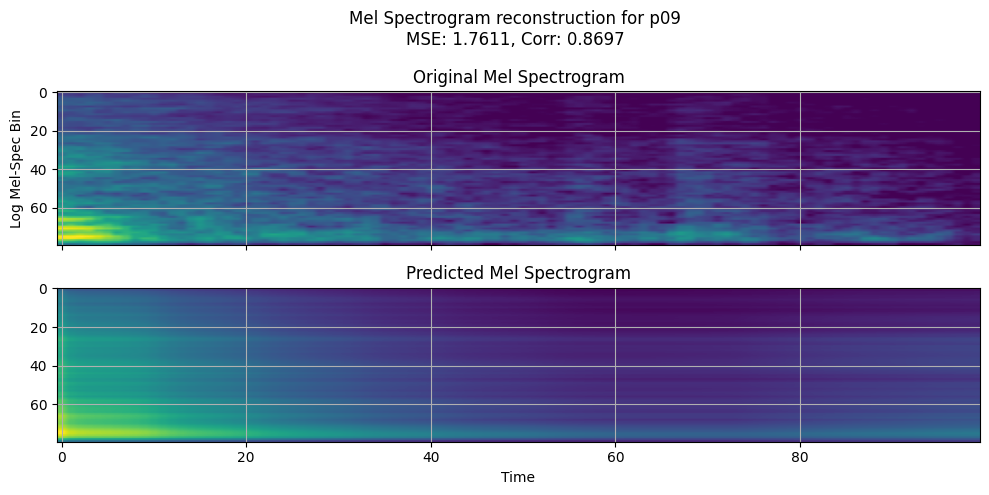 Mel Spectrogram reconstruction for p09
MSE: 1.7611, Corr: 0.8697
Original Mel Spectrogram
Log Mel-Spec Bin
0
20
40
60
Predicted Mel Spectrogram
0
20
40
60
0 20 40 60 80
Time